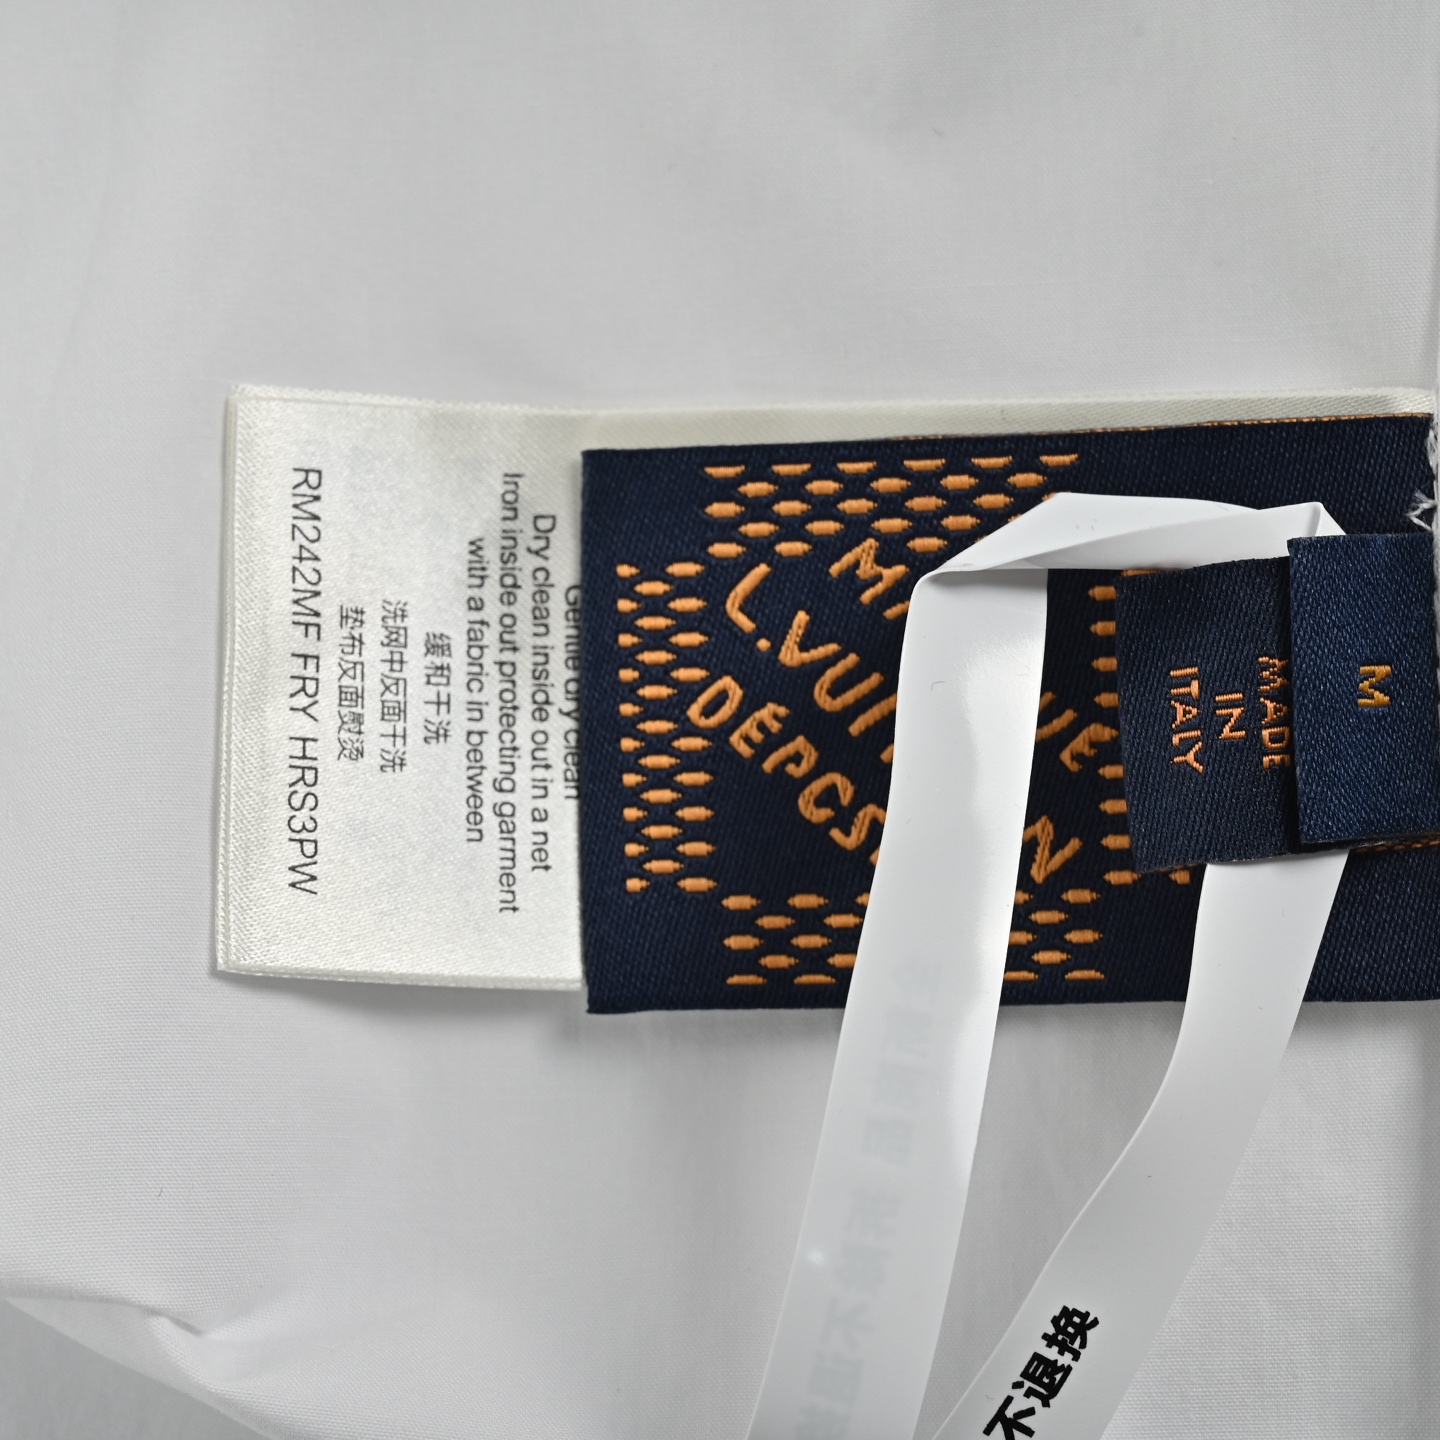 Gentle dry clean
Dry clean inside out in a net
Iron inside out protecting garment
with a fabric in between
缓和干洗
洗网中反面干洗
垫布反面熨烫
RM242MF FRY HRS3PW
L.VUI
DÉPCS
M
MADE
IN
ITALY
不退换